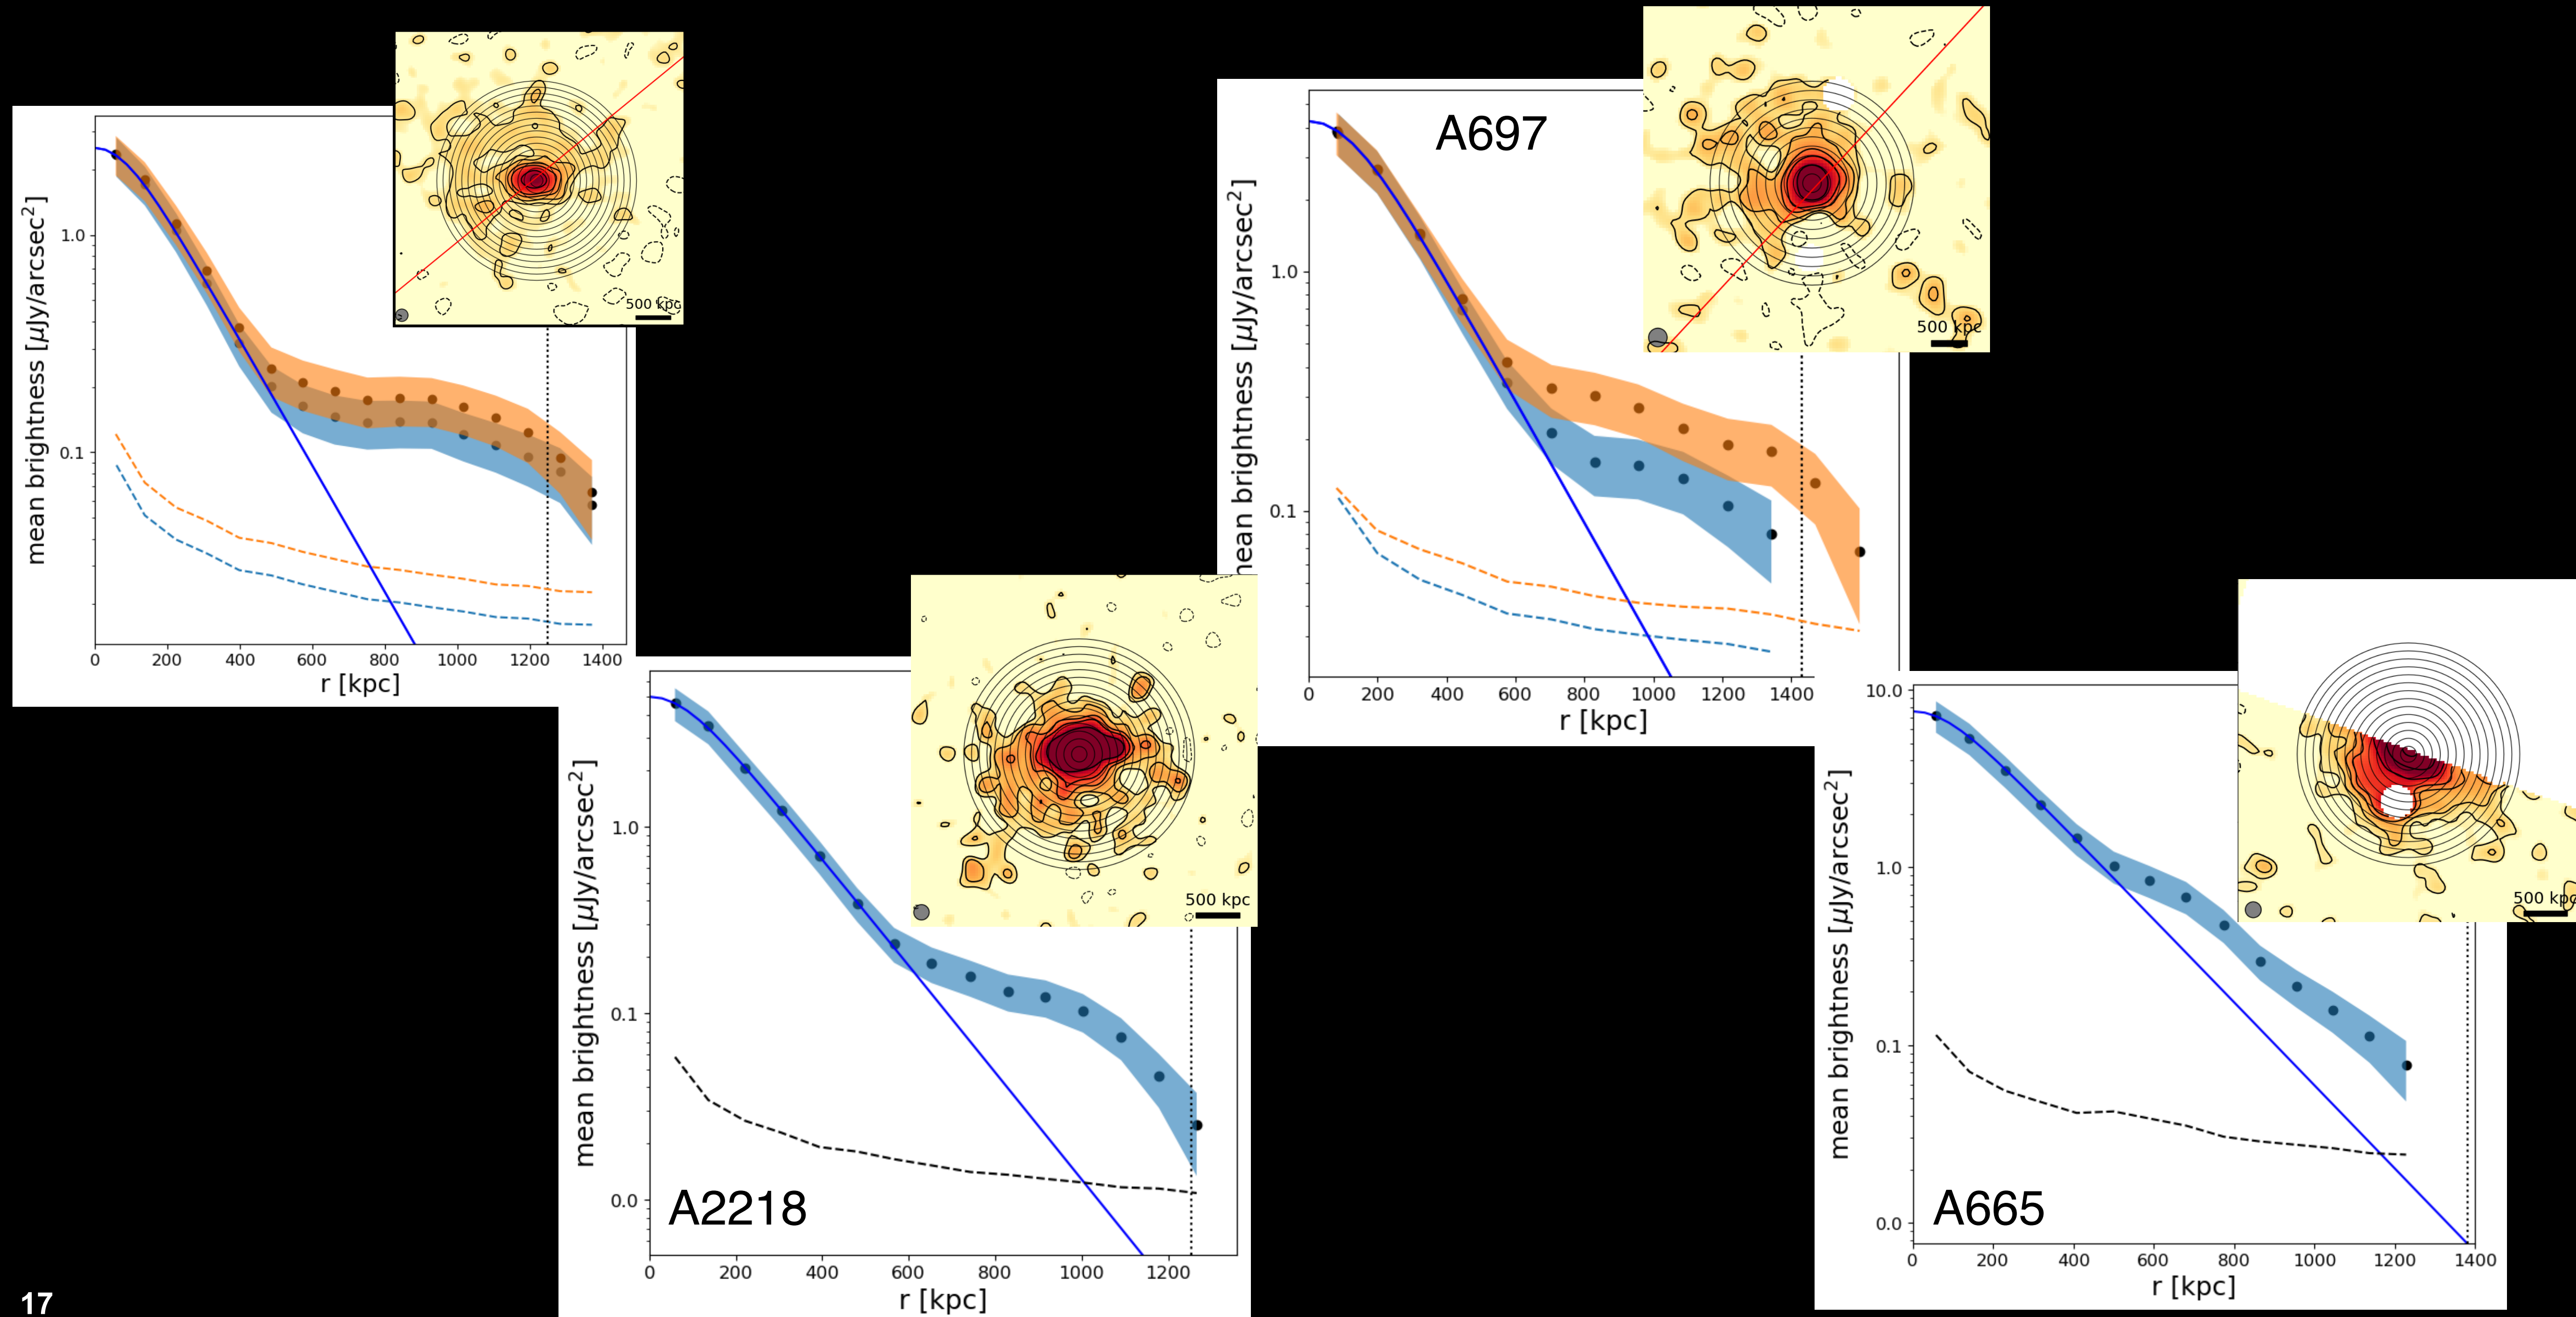 mean brightness [μJy/arcsec²]
1.0
0.1
0 200 400 600 800 1000 1200 1400
r [kpc]
500 kpc
A697
mean brightness [μJy/arcsec²]
1.0
0.1
0 200 400 600 800 1000 1200 1400
r [kpc]
500 kpc
A2218
mean brightness [μJy/arcsec²]
1.0
0.1
0.0
0 200 400 600 800 1000 1200
r [kpc]
500 kpc
A665
mean brightness [μJy/arcsec²]
10.0
1.0
0.1
0.0
0 200 400 600 800 1000 1200 1400
r [kpc]
500 kpc
17